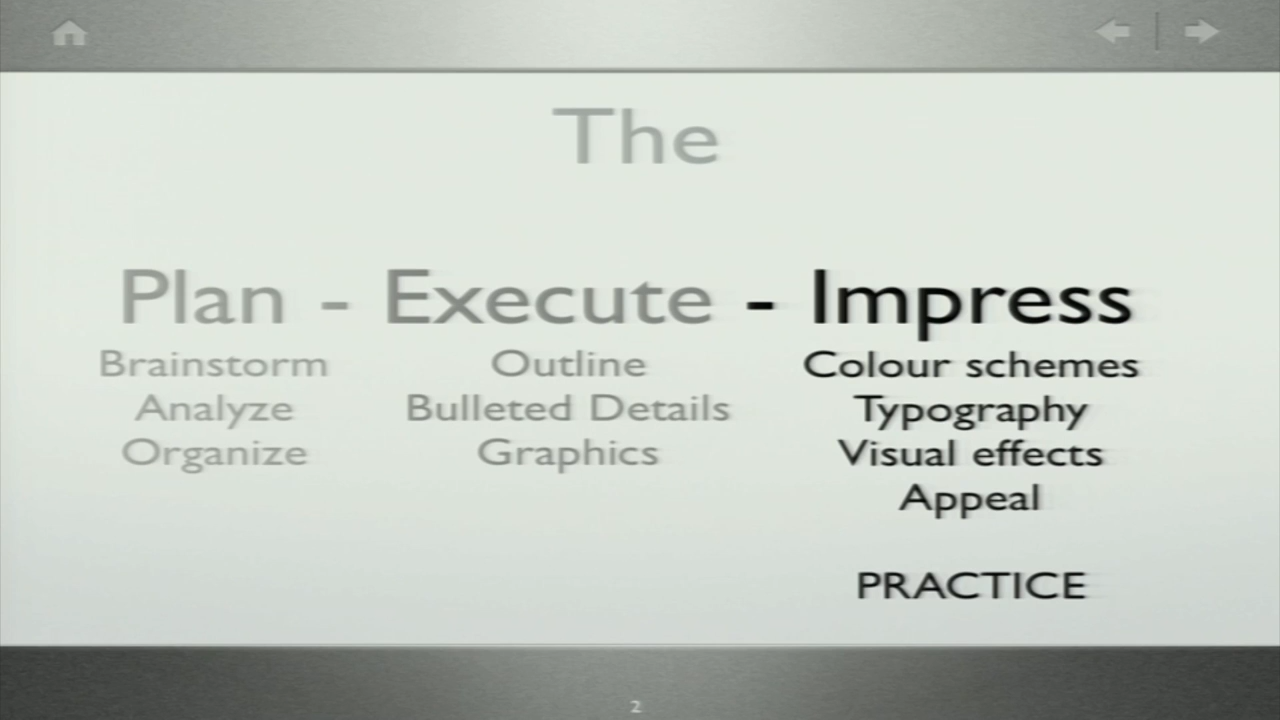 The
Plan - Execute - Impress
Brainstorm
Analyze
Organize
Outline
Bulleted Details
Graphics
Colour schemes
Typography
Visual effects
Appeal
PRACTICE
2